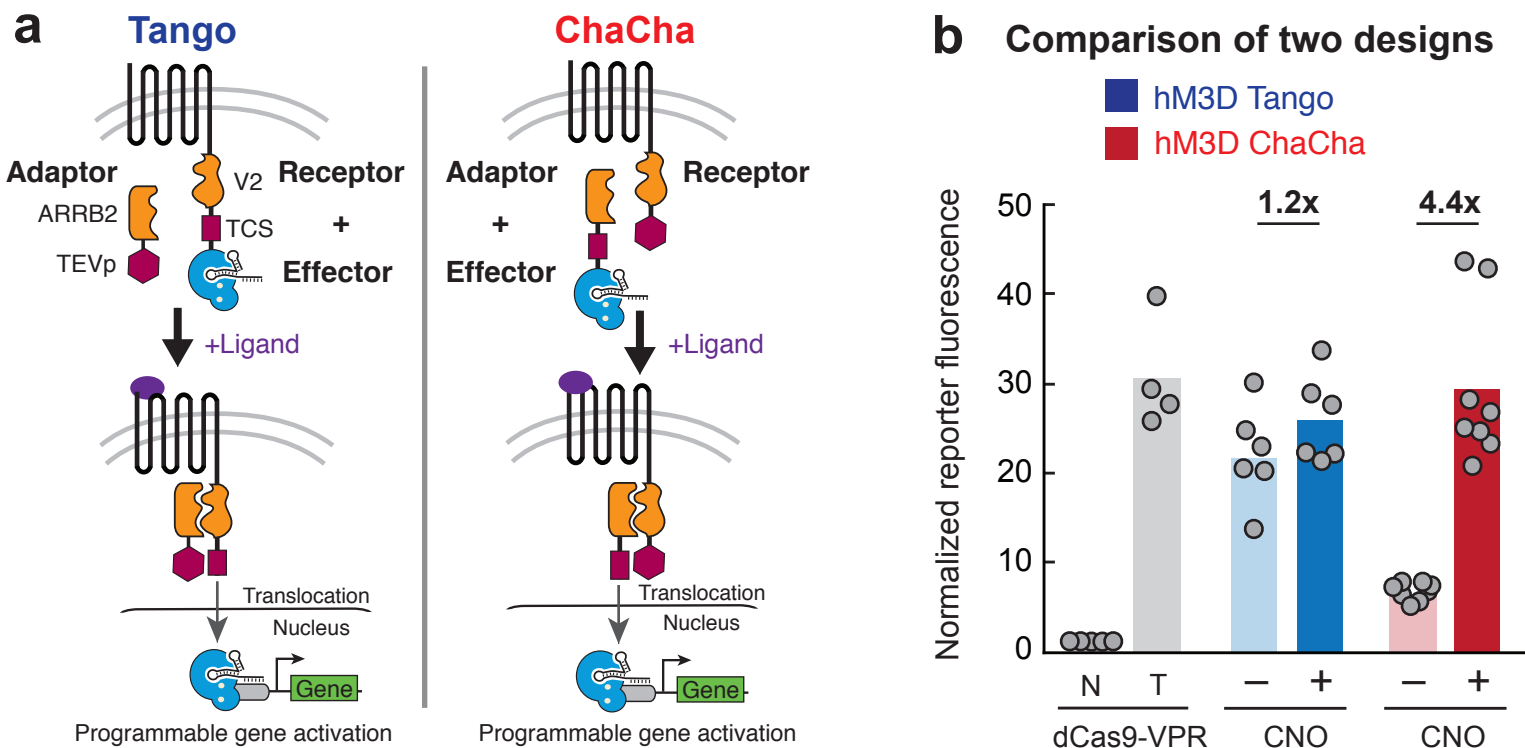 a
Tango
Adaptor
ARRB2
TEVp
V2
TCS
Receptor
+
Effector
+Ligand
Translocation
Nucleus
Gene
Programmable gene activation
ChaCha
Adaptor
+
Effector
Receptor
+Ligand
Translocation
Nucleus
Gene
Programmable gene activation
b Comparison of two designs
hM3D Tango
hM3D ChaCha
Normalized reporter fluorescence
50
40
30
20
10
0
1.2x
4.4x
N T − + − +
dCas9-VPR CNO CNO